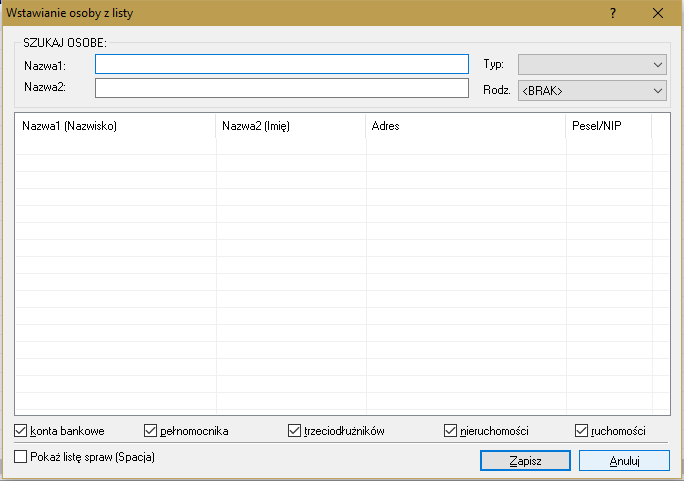 Wstawianie osoby z listy ?
SZUKAJ OSOBE:
Nazwa1: Typ:
Nazwa2: Rodz. <BRAK>
Nazwa1 (Nazwisko) Nazwa2 (Imię) Adres Pesel/NIP
konta bankowe pełnomocnika trzeciodłużników nieruchomości ruchomości
Pokaż listę spraw (Spacja) Zapisz Anuluj